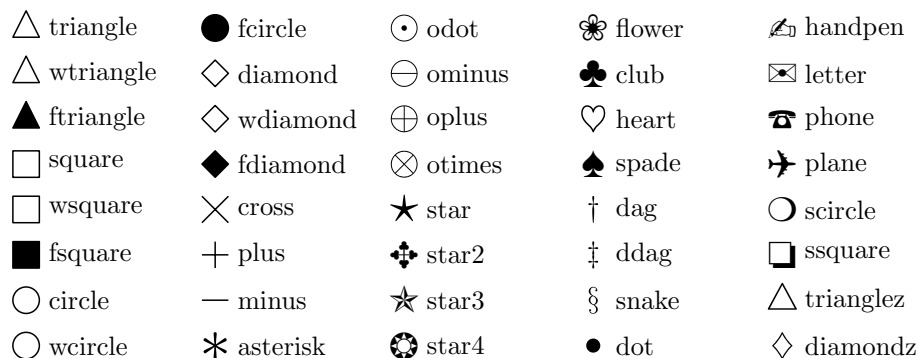 △ triangle ● fcircle ⊙ odot ❀ flower ✍ handpen
△ wtriangle ◇ diamond ⊖ ominus ♣ club ✉ letter
▲ ftriangle ◇ wdiamond ⊕ oplus ♡ heart ☎ phone
□ square ◆ fdiamond ⊗ otimes ♠ spade ✈ plane
□ wsquare × cross ★ star † dag ❍ scircle
■ fsquare + plus ✣ star2 ‡ ddag ❏ ssquare
○ circle − minus ✯ star3 § snake △ trianglez
○ wcircle ∗ asterisk ❂ star4 • dot ♢ diamondz